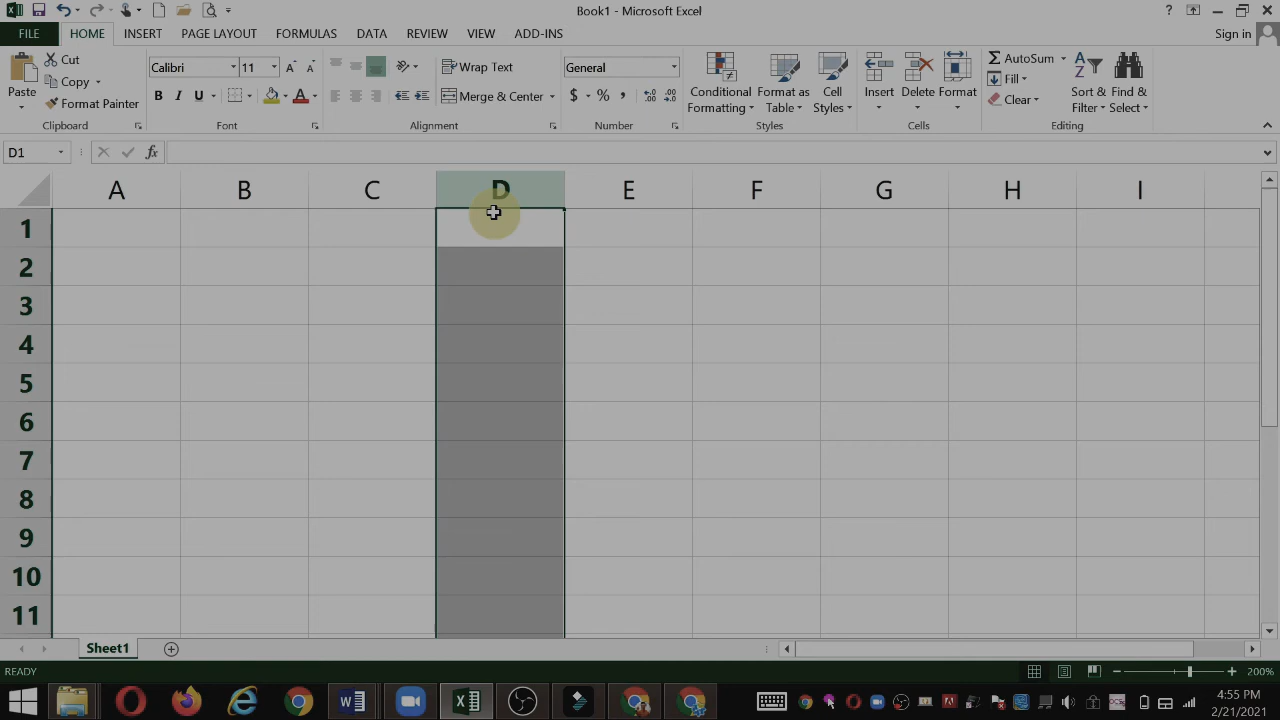 Book1 - Microsoft Excel
?
FILE HOME INSERT PAGE LAYOUT FORMULAS DATA REVIEW VIEW ADD-INS Sign in
Paste
Cut
Copy
Format Painter
Clipboard
Calibri 11
B I U
Font
Wrap Text
Merge & Center
Alignment
General
$ % ,
Number
Conditional Formatting
Format as Table
Cell Styles
Styles
Insert Delete Format
Cells
AutoSum
Fill
Clear
Sort & Filter
Find & Select
Editing
D1 fx
A B C D E F G H I
1
2
3
4
5
6
7
8
9
10
11
Sheet1
READY 200%
4:55 PM
2/21/2021